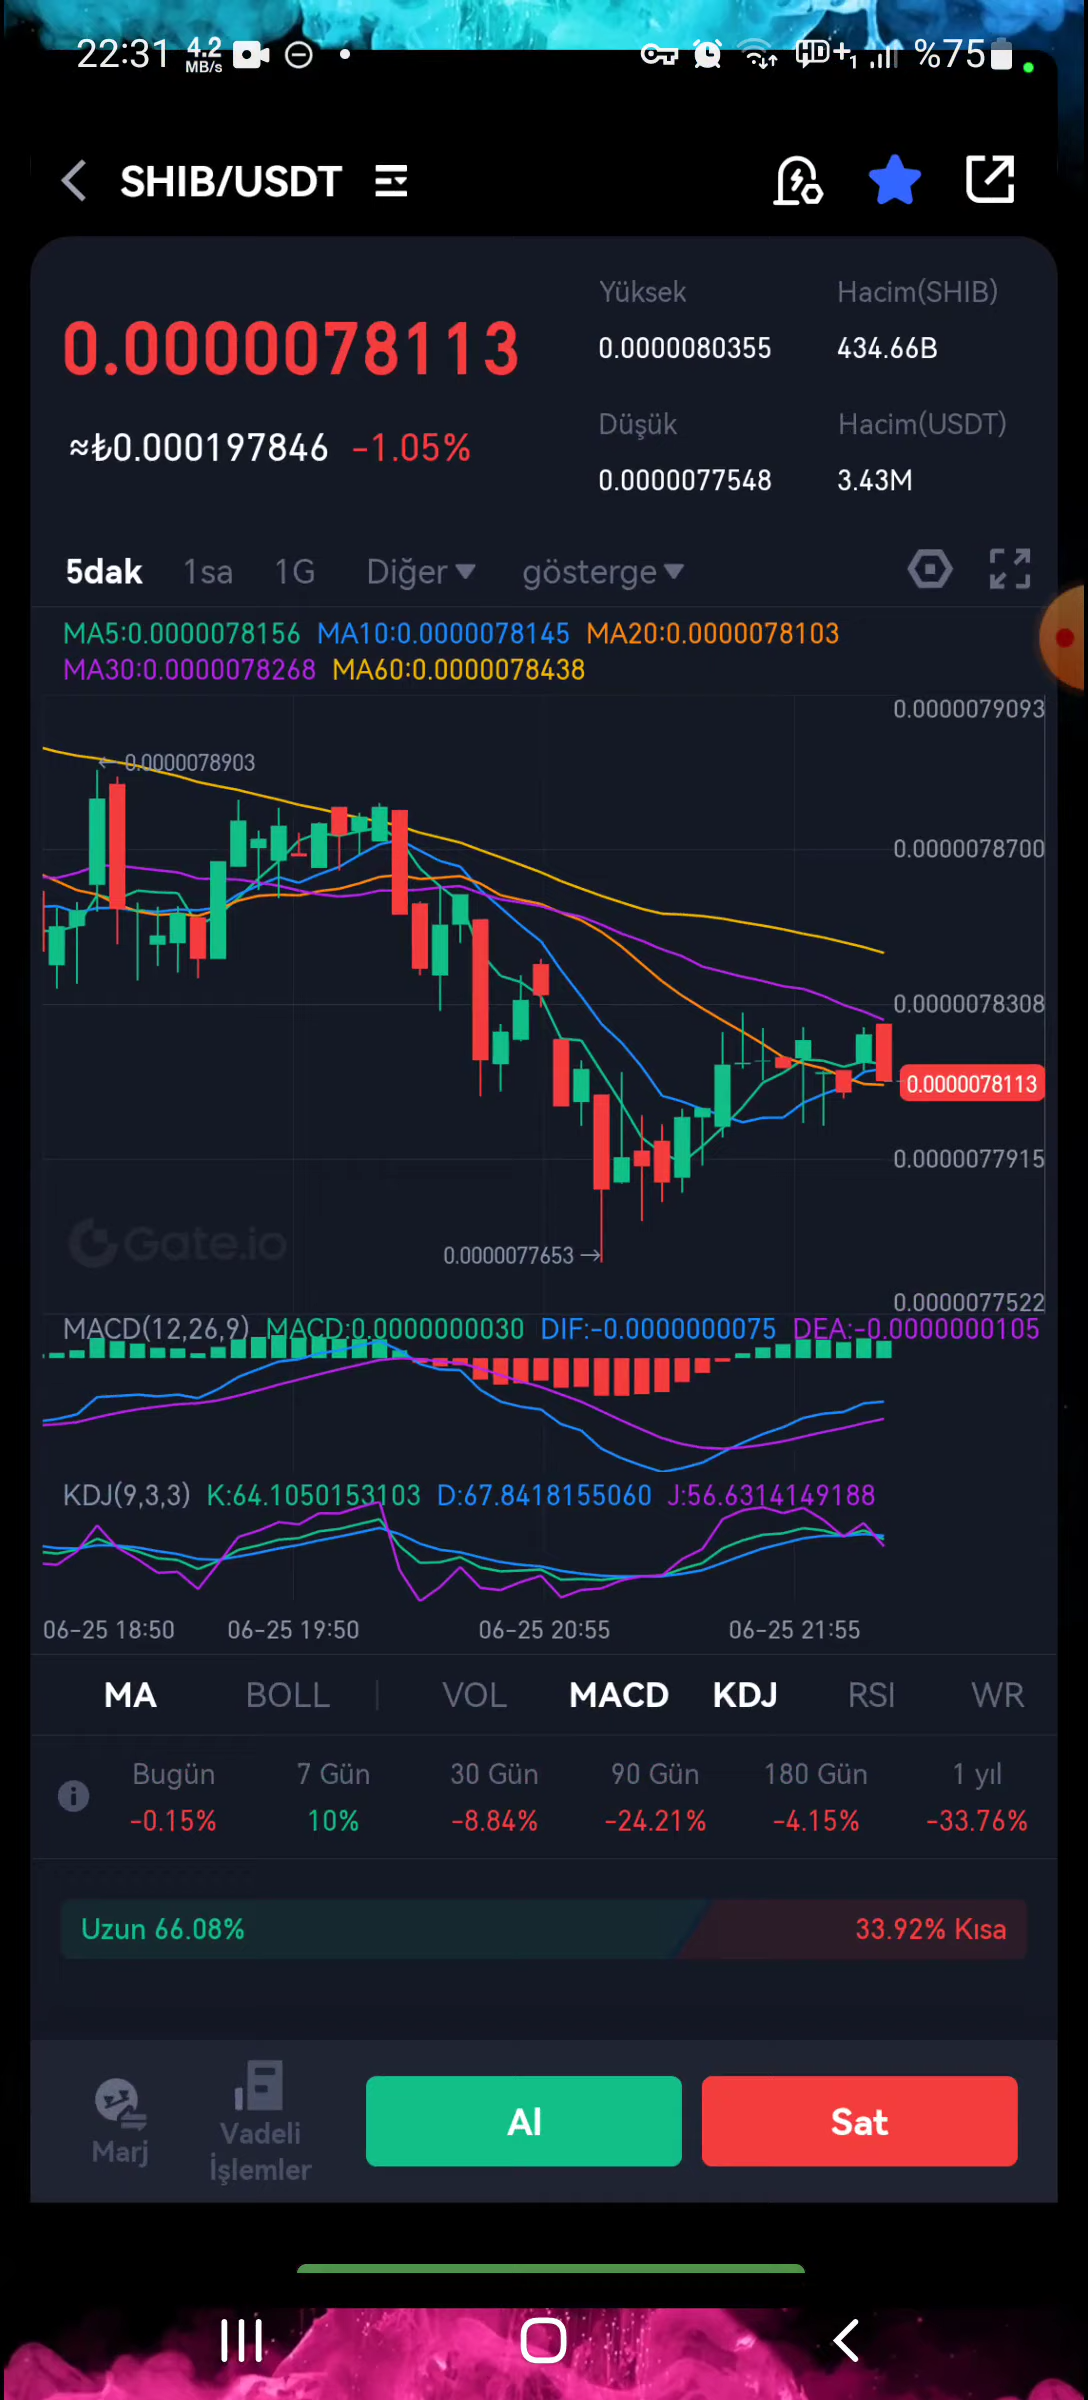 22:31 4.2 MB/s HD+1 %75
SHIB/USDT
Yüksek Hacim(SHIB)
0.0000078113
0.0000080355 434.66B
Düşük Hacim(USDT)
≈₺0.000197846 -1.05%
0.0000077548 3.43M
5dak 1sa 1G Diğer gösterge
MA5:0.0000078156 MA10:0.0000078145 MA20:0.0000078103
MA30:0.0000078268 MA60:0.0000078438
0.0000079093
0.0000078903
0.0000078700
0.0000078308
0.0000078113
0.0000077915
Gate.io
0.0000077653
0.0000077522
MACD(12,26,9) MACD:0.0000000030 DIF:-0.0000000075 DEA:-0.0000000105
KDJ(9,3,3) K:64.1050153103 D:67.8418155060 J:56.6314149188
06-25 18:50 06-25 19:50 06-25 20:55 06-25 21:55
MA BOLL VOL MACD KDJ RSI WR
Bugün 7 Gün 30 Gün 90 Gün 180 Gün 1 yıl
-0.15% 10% -8.84% -24.21% -4.15% -33.76%
Uzun 66.08% 33.92% Kısa
Marj
Vadeli
İşlemler
Al
Sat